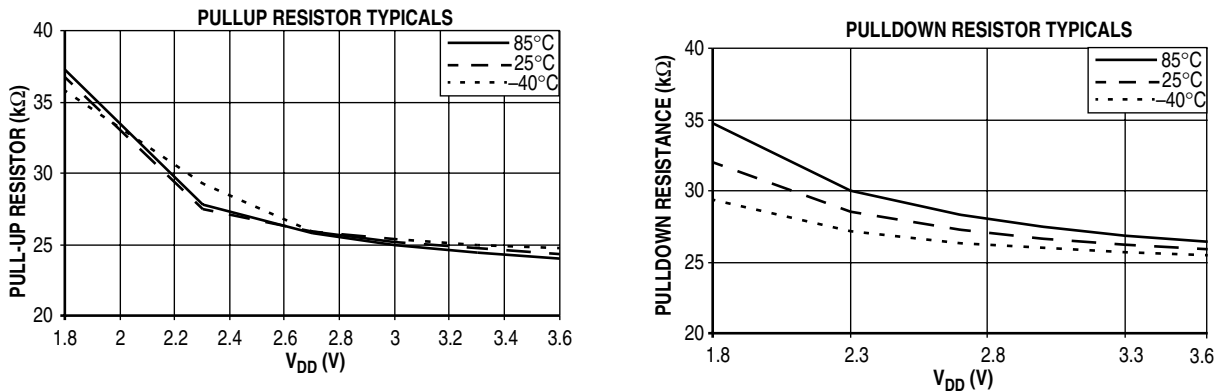 PULLUP RESISTOR TYPICALS
PULL-UP RESISTOR (kΩ)
40
35
30
25
20
85°C
25°C
–40°C
1.8 2 2.2 2.4 2.6 2.8 3 3.2 3.4 3.6
VDD (V)
PULLDOWN RESISTOR TYPICALS
PULLDOWN RESISTANCE (kΩ)
40
35
30
25
20
85°C
25°C
–40°C
1.8 2.3 2.8 3.3 3.6
VDD (V)